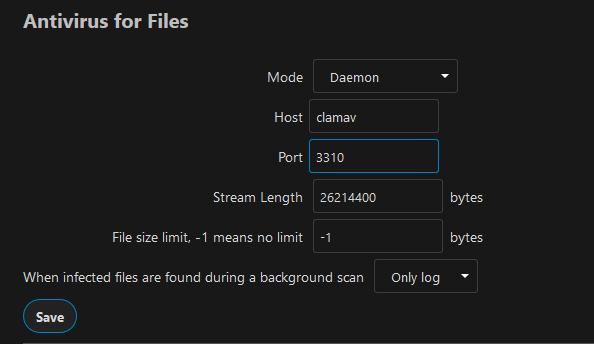 Antivirus for Files
Mode Daemon
Host clamav
Port 3310
Stream Length 26214400 bytes
File size limit, -1 means no limit -1 bytes
When infected files are found during a background scan Only log
Save